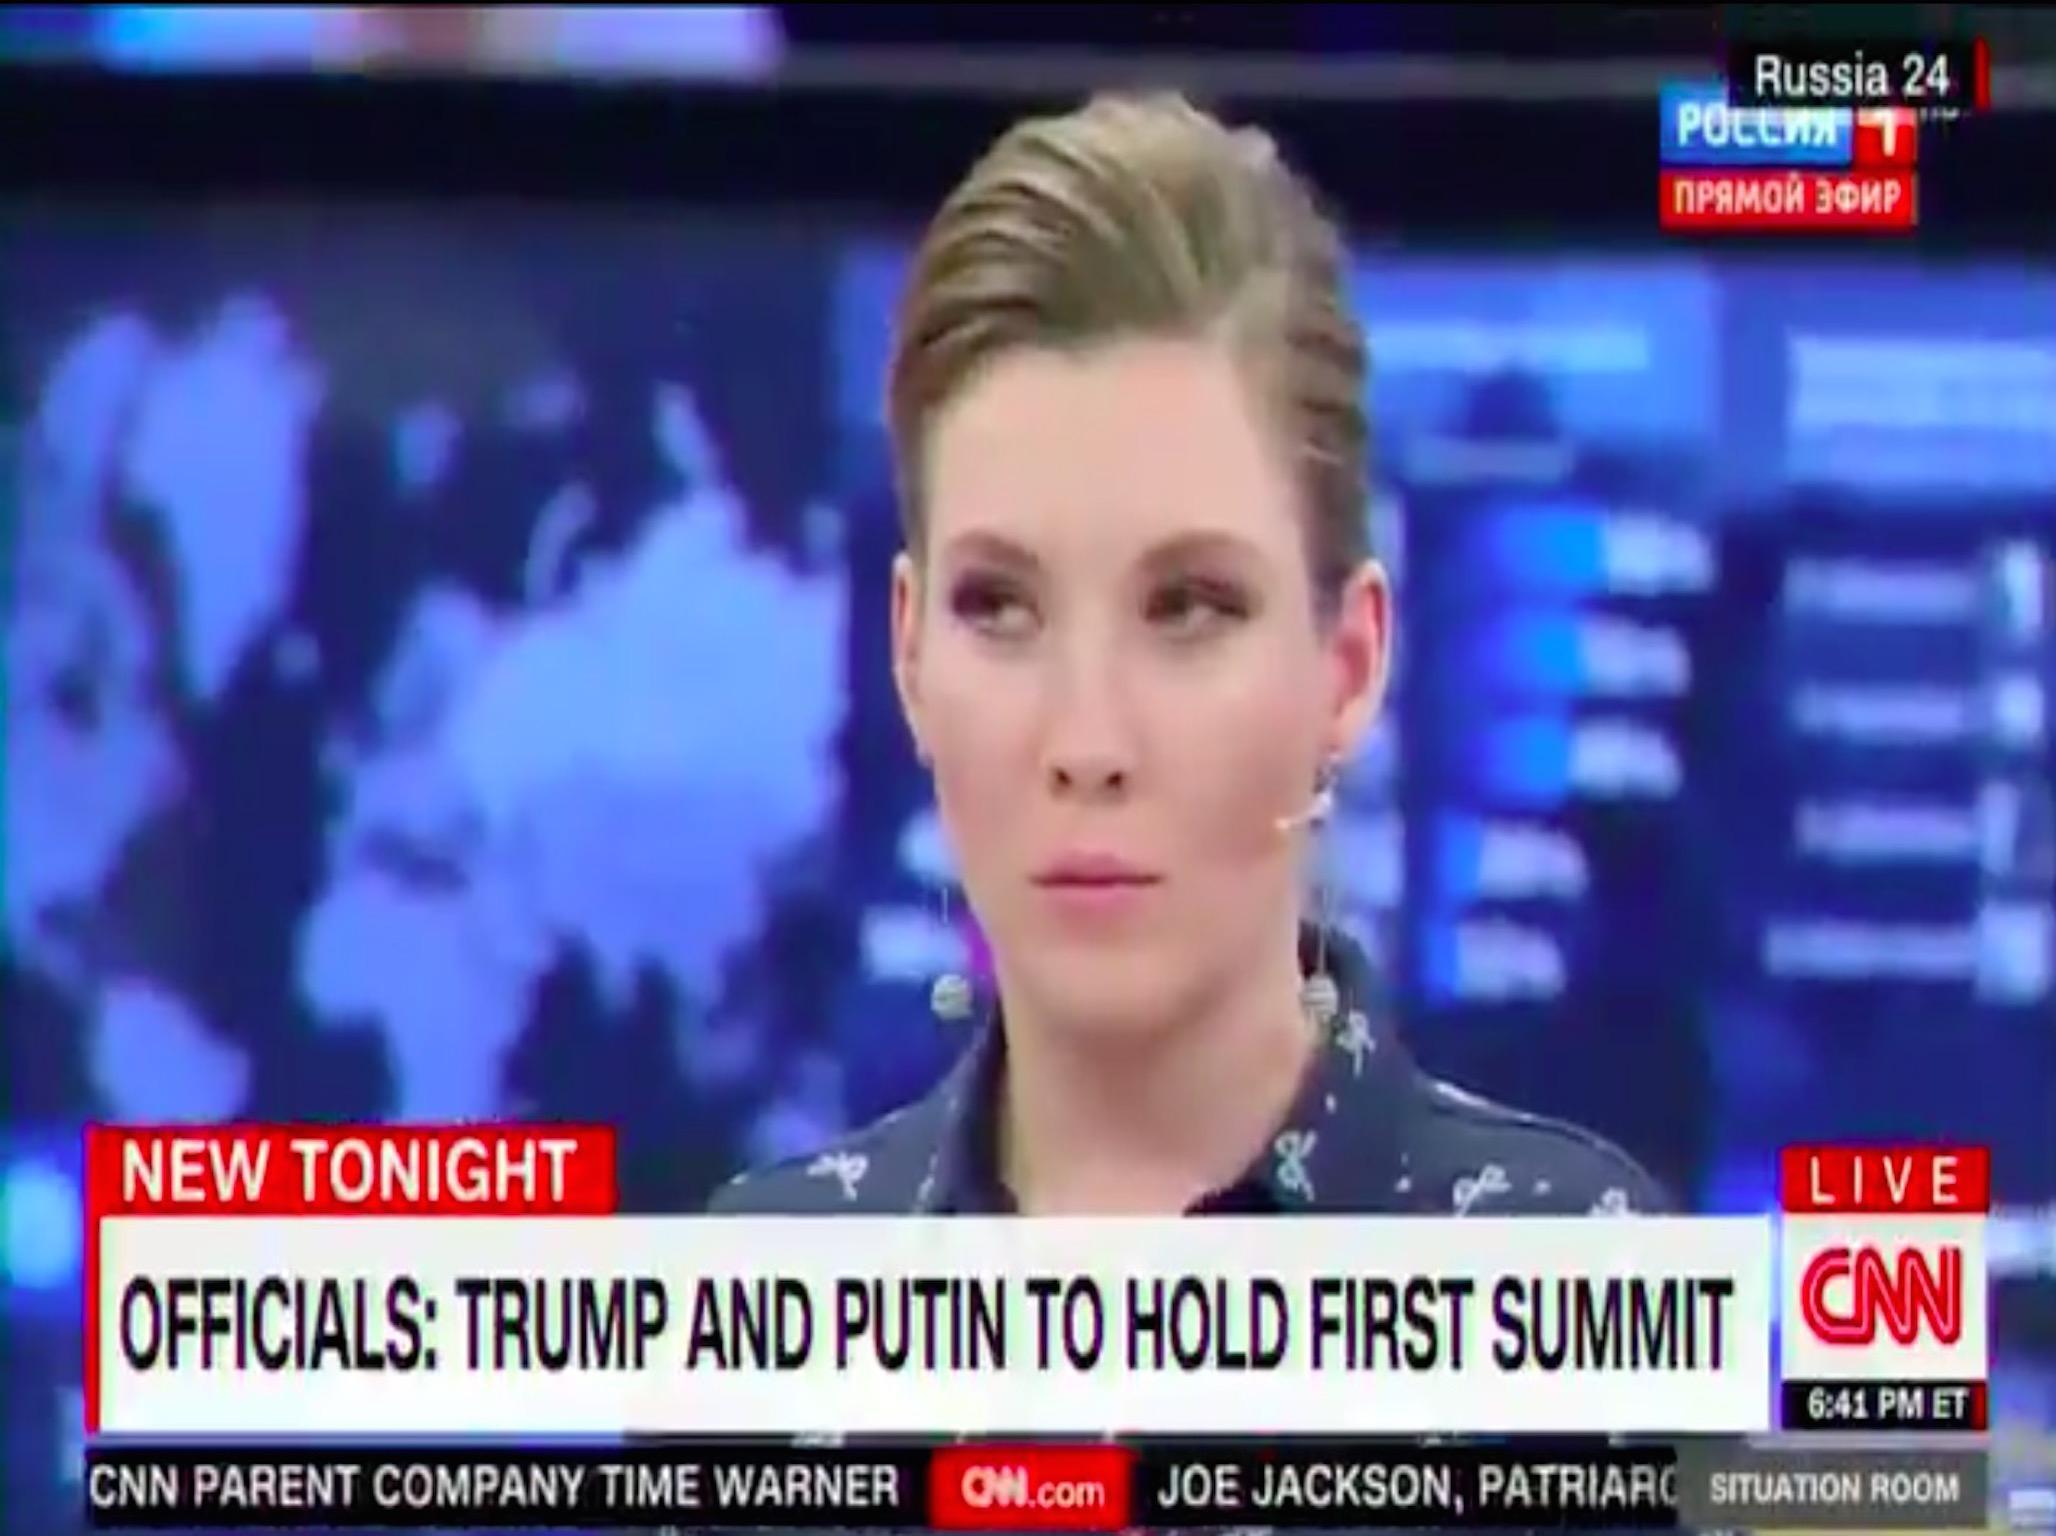 Russia 24
РОССИЯ 1
ПРЯМОЙ ЭФИР
NEW TONIGHT
LIVE
OFFICIALS: TRUMP AND PUTIN TO HOLD FIRST SUMMIT
CNN
6:41 PM ET
CNN PARENT COMPANY TIME WARNER
CNN.com
JOE JACKSON, PATRIARC
SITUATION ROOM